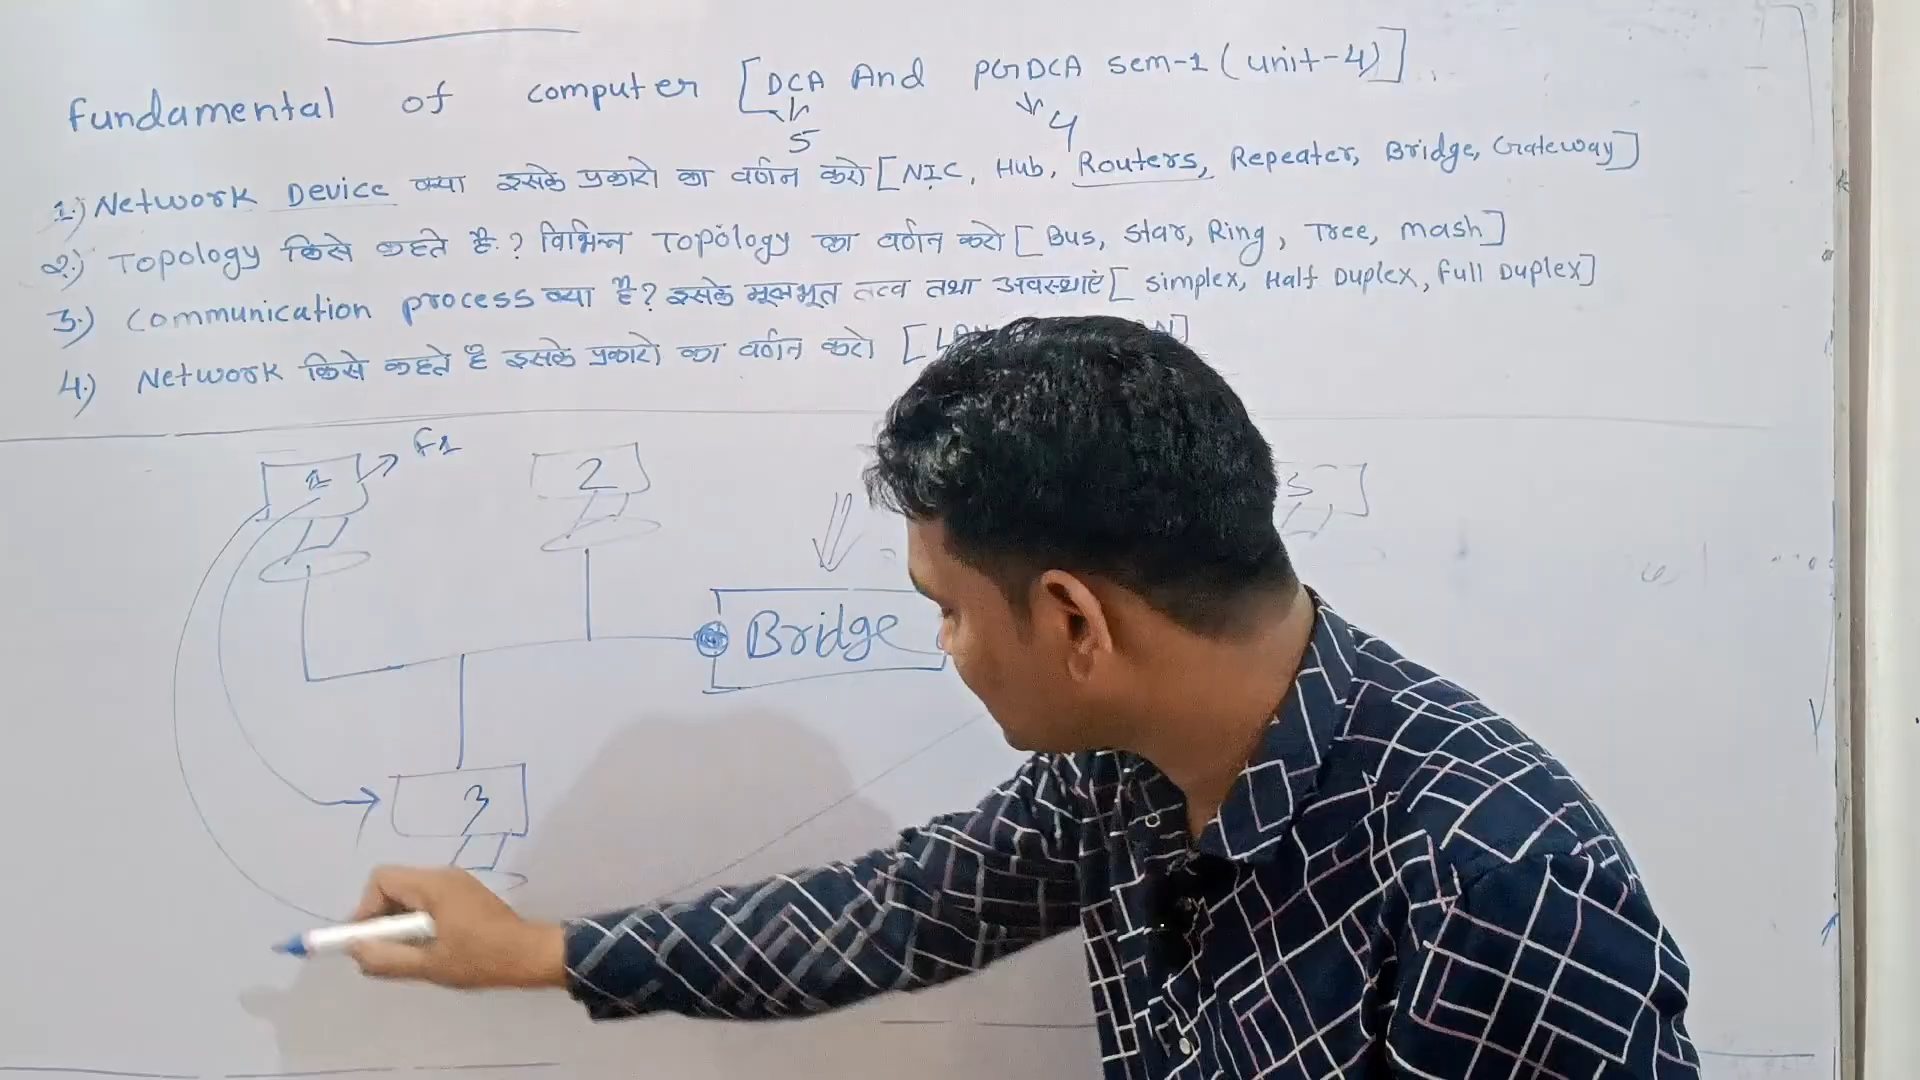 Fundamental of computer [DCA And PGDCA sem-1 (unit-4)]
5 4
1.) Network Device क्या इसके प्रकारो का वर्णन करो [NIC, Hub, Routers, Repeater, Bridge, Gateway]
2.) Topology किसे कहते है.? विभिन्न Topology का वर्णन करो [Bus, Star, Ring, Tree, mash]
3.) Communication process क्या है? इसके मूलभूत तत्व तथा अवस्थाएं [simplex, Half Duplex, Full Duplex]
4.) Network किसे कहते है इसके प्रकारो का वर्णन करो [
1 F1 2
Bridge
3